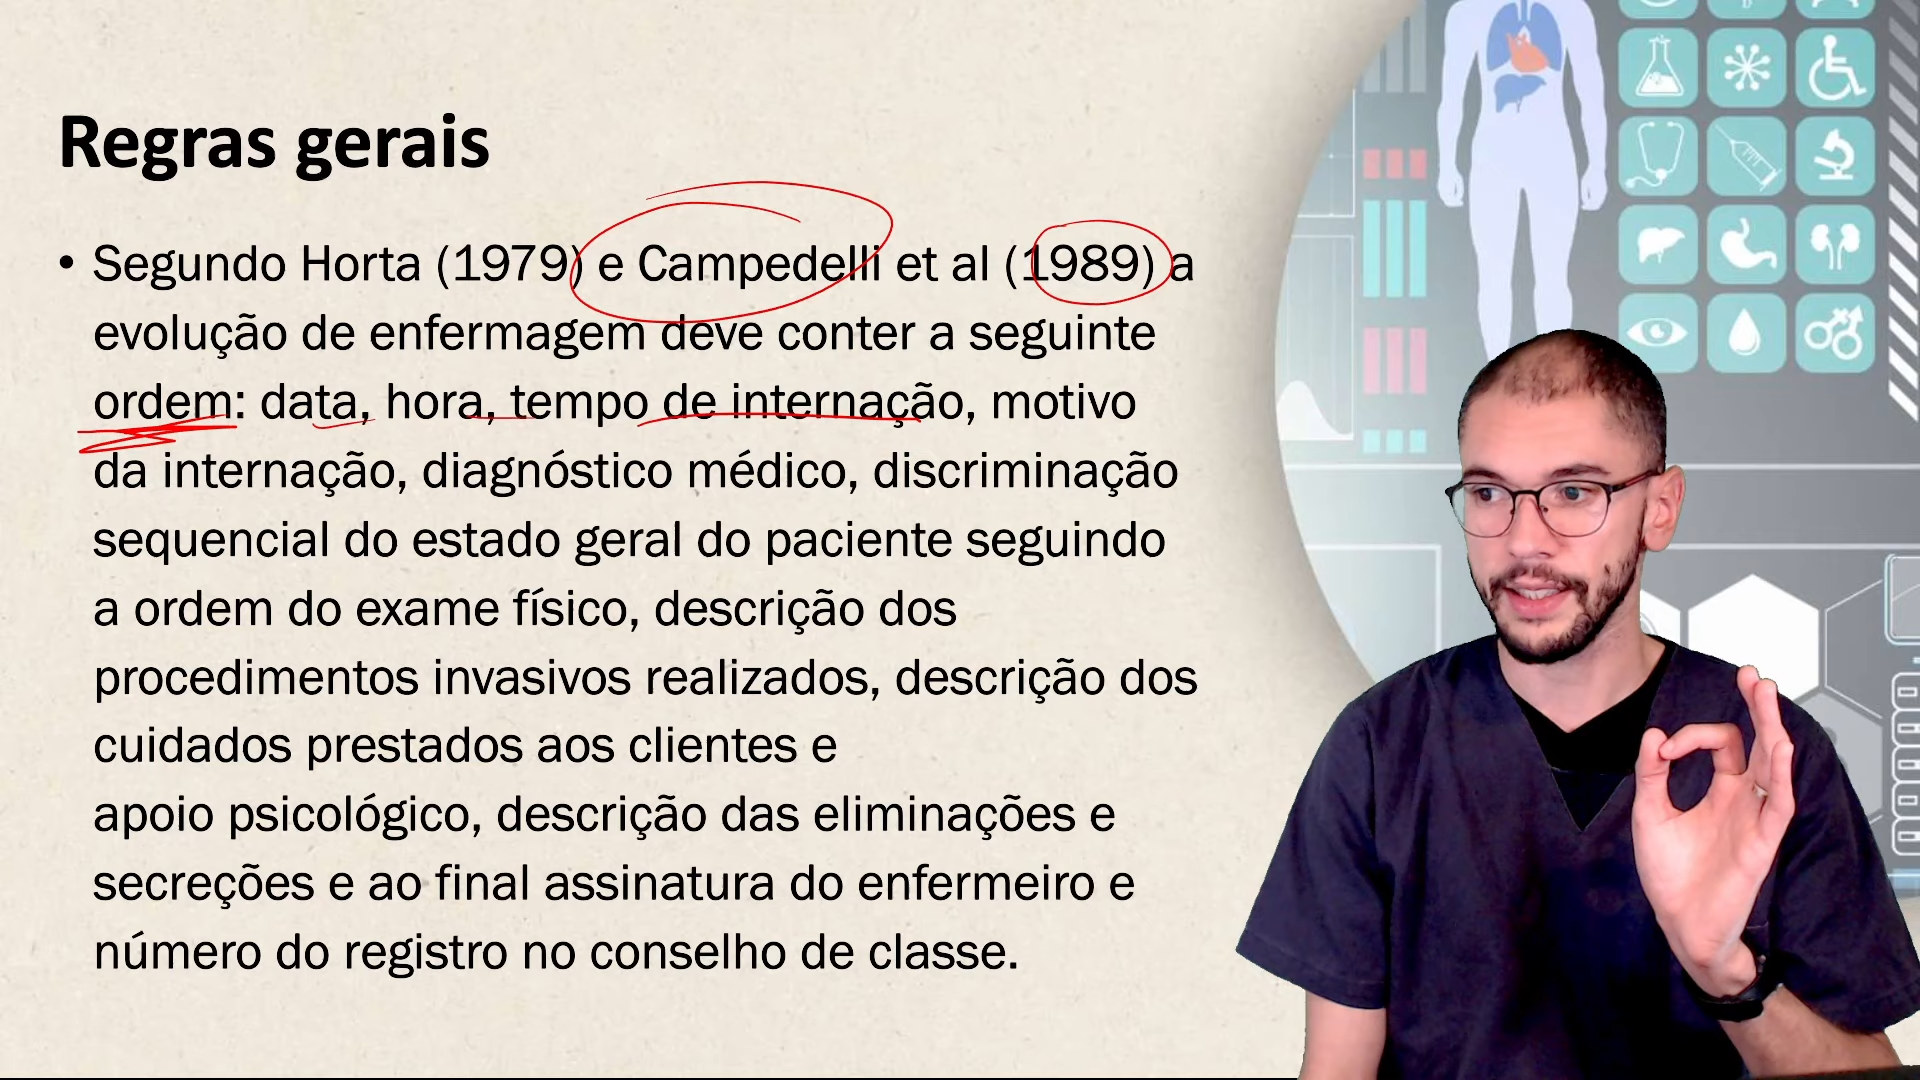 Regras gerais
• Segundo Horta (1979) e Campedelli et al (1989) a
evolução de enfermagem deve conter a seguinte
ordem: data, hora, tempo de internação, motivo
da internação, diagnóstico médico, discriminação
sequencial do estado geral do paciente seguindo
a ordem do exame físico, descrição dos
procedimentos invasivos realizados, descrição dos
cuidados prestados aos clientes e
apoio psicológico, descrição das eliminações e
secreções e ao final assinatura do enfermeiro e
número do registro no conselho de classe.